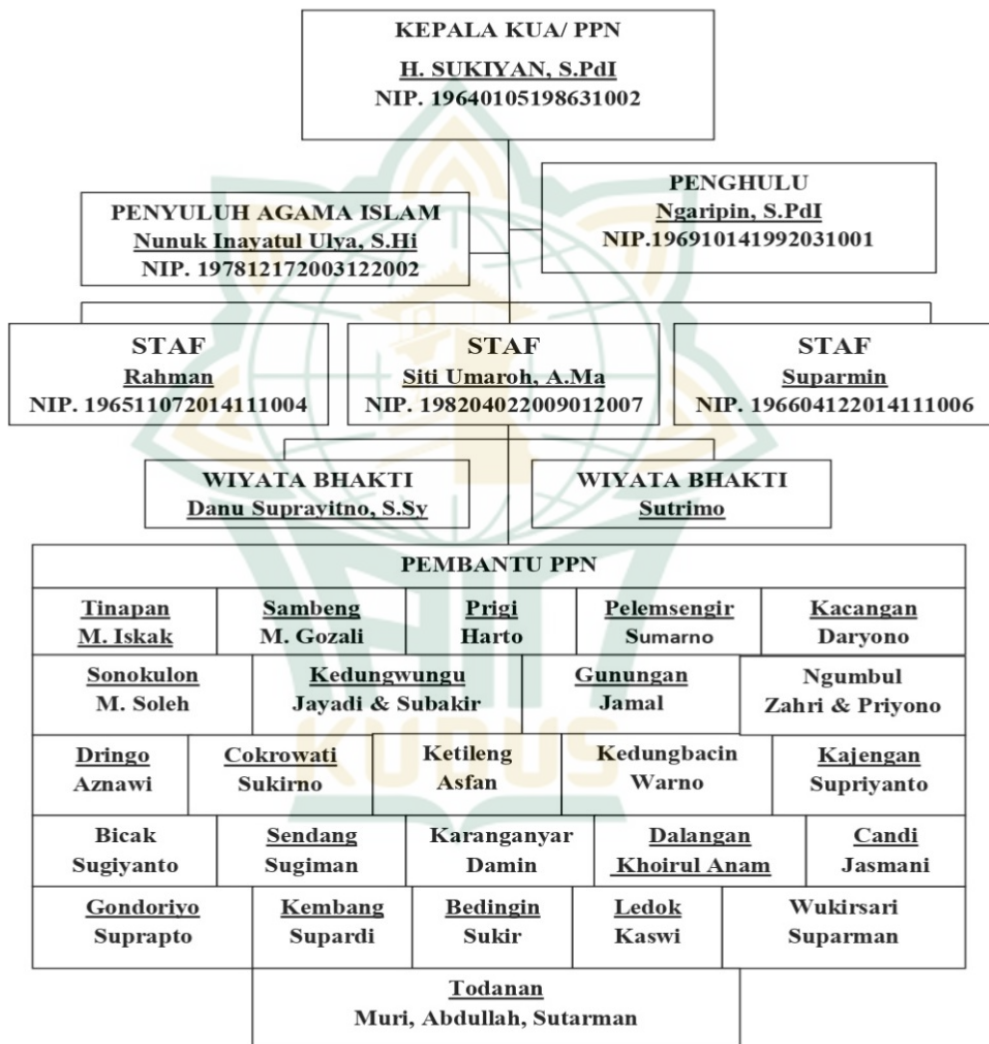 KEPALA KUA/ PPN
H. SUKIYAN, S.PdI
NIP. 19640105198631002
PENGHULU
Ngaripin, S.PdI
NIP.196910141992031001
PENYULUH AGAMA ISLAM
Nunuk Inayatul Ulya, S.Hi
NIP. 197812172003122002
STAF
Rahman
NIP. 196511072014111004
STAF
Siti Umaroh, A.Ma
NIP. 198204022009012007
STAF
Suparmin
NIP. 196604122014111006
WIYATA BHAKTI
Danu Suprayitno, S.Sy
WIYATA BHAKTI
Sutrimo
PEMBANTU PPN
Tinapan
M. Iskak
Sambeng
M. Gozali
Prigi
Harto
Pelemsengir
Sumarno
Kacangan
Daryono
Sonokulon
M. Soleh
Kedungwungu
Jayadi & Subakir
Gunungan
Jamal
Ngumbul
Zahri & Priyono
Dringo
Aznawi
Cokrowati
Sukirno
Ketileng
Asfan
Kedungbacin
Warno
Kajengan
Supriyanto
Bicak
Sugiyanto
Sendang
Sugiman
Karanganyar
Damin
Dalangan
Khoirul Anam
Candi
Jasmani
Gondoriyo
Suprapto
Kembang
Supardi
Bedingin
Sukir
Ledok
Kaswi
Wukirsari
Suparman
Todanan
Muri, Abdullah, Sutarman
KUDUS